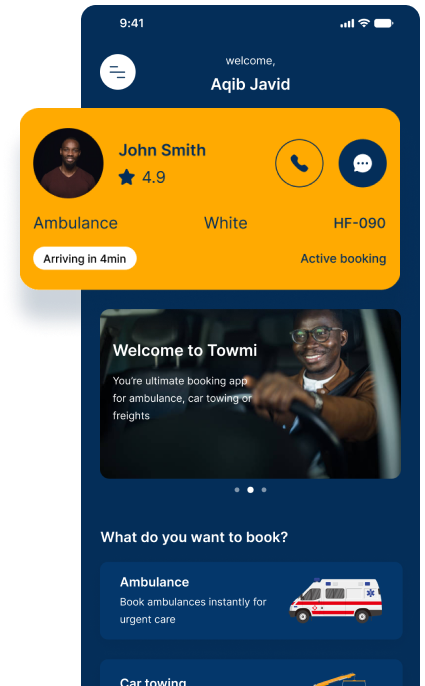 9:41
welcome,
Aqib Javid
John Smith
4.9
Ambulance White HF-090
Arriving in 4min Active booking
Welcome to Towmi
You're ultimate booking app
for ambulance, car towing or
freights
What do you want to book?
Ambulance
Book ambulances instantly for
urgent care
Car towing